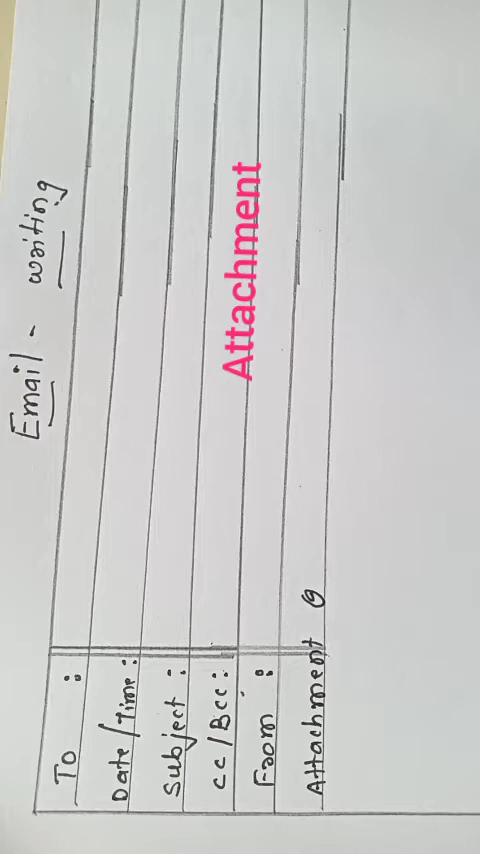 Email - writing
To :
Date/Time :
Subject :
CC/Bcc :
From :
Attachment
Attachment